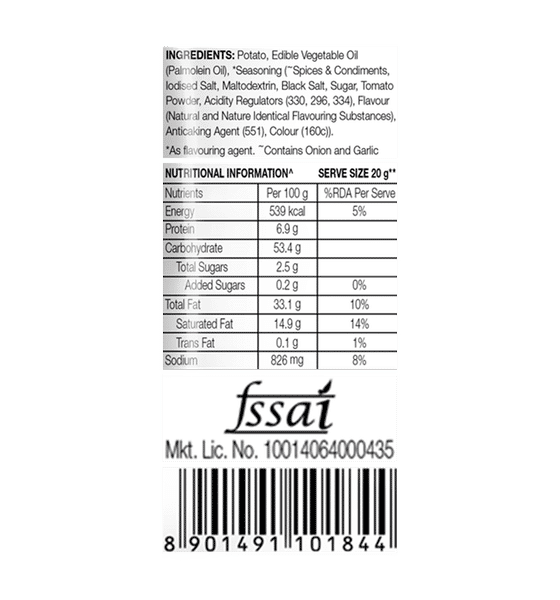 INGREDIENTS: Potato, Edible Vegetable Oil
(Palmolein Oil), *Seasoning (~Spices & Condiments,
Iodised Salt, Maltodextrin, Black Salt, Sugar, Tomato
Powder, Acidity Regulators (330, 296, 334), Flavour
(Natural and Nature Identical Flavouring Substances),
Anticaking Agent (551), Colour (160c)).
*As flavouring agent. ~Contains Onion and Garlic
NUTRITIONAL INFORMATION^ SERVE SIZE 20 g**
Nutrients Per 100 g %RDA Per Serve
Energy 539 kcal 5%
Protein 6.9 g
Carbohydrate 53.4 g
Total Sugars 2.5 g
Added Sugars 0.2 g 0%
Total Fat 33.1 g 10%
Saturated Fat 14.9 g 14%
Trans Fat 0.1 g 1%
Sodium 826 mg 8%
fssai
Mkt. Lic. No. 10014064000435
8 901491 101844